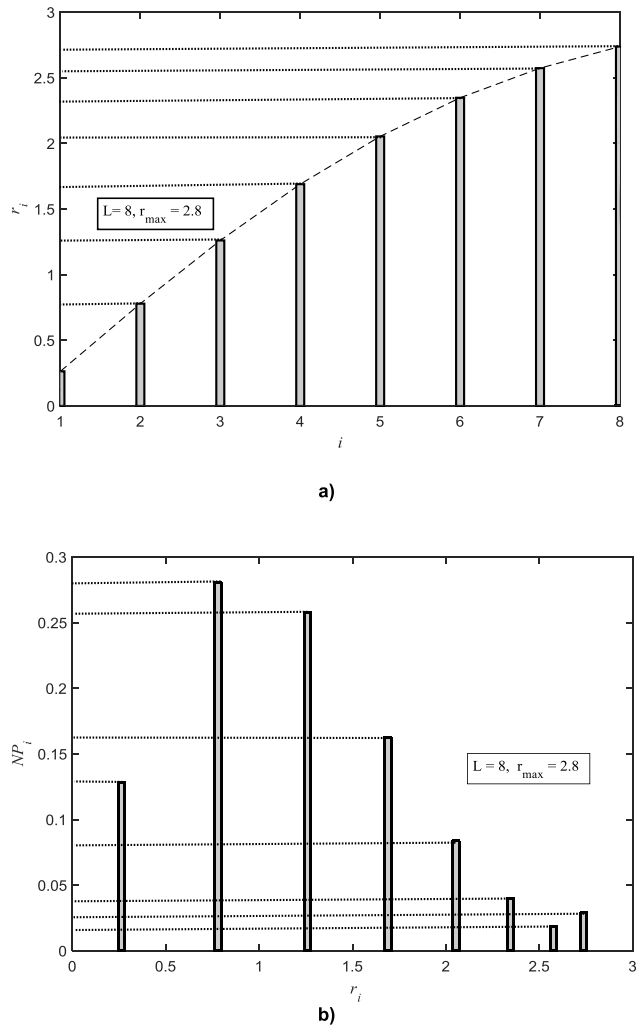 3
2.5
2
1.5
1
0.5
0
r_i
L= 8, r_max = 2.8
1 2 3 4 5 6 7 8
i
a)
0.3
0.25
0.2
0.15
0.1
0.05
0
NP_i
L = 8, r_max = 2.8
0 0.5 1 1.5 2 2.5 3
r_i
b)